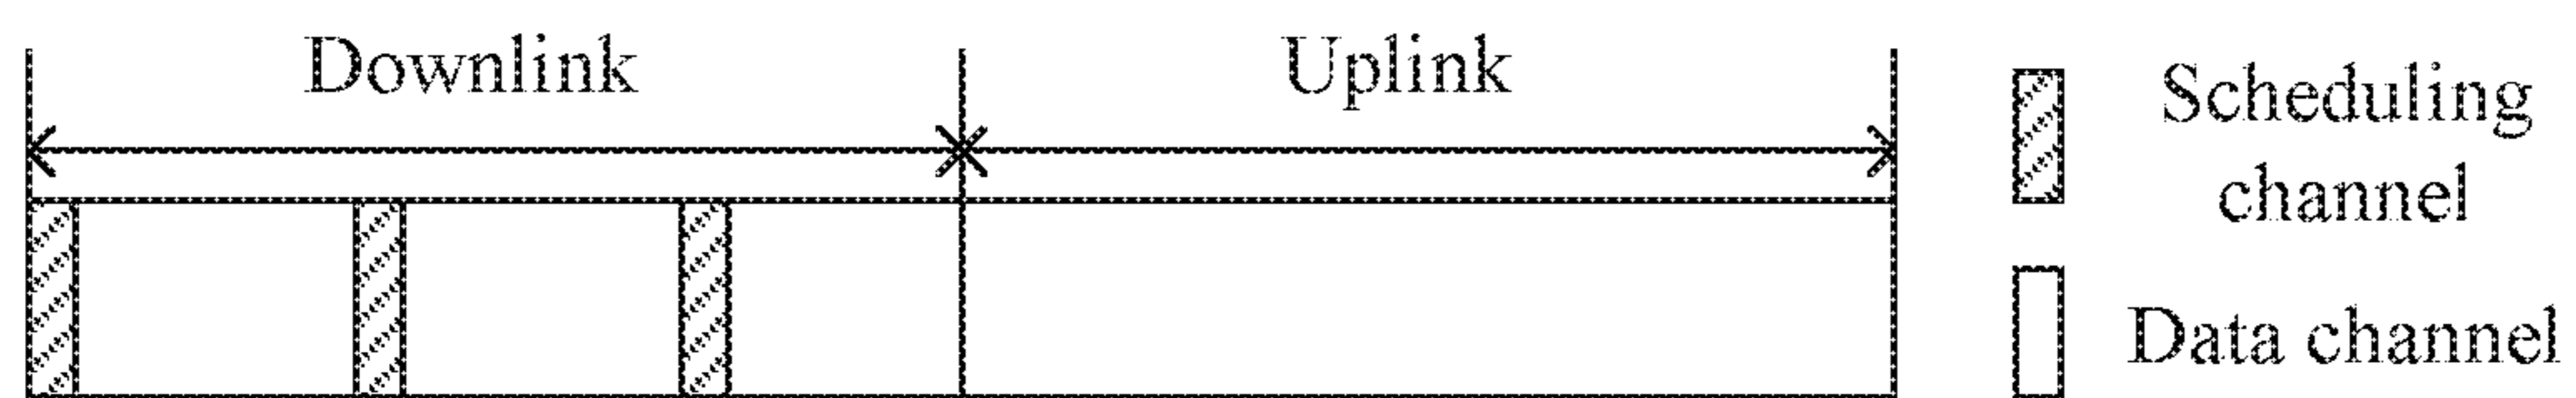 Downlink
Uplink
Scheduling
channel
Data channel